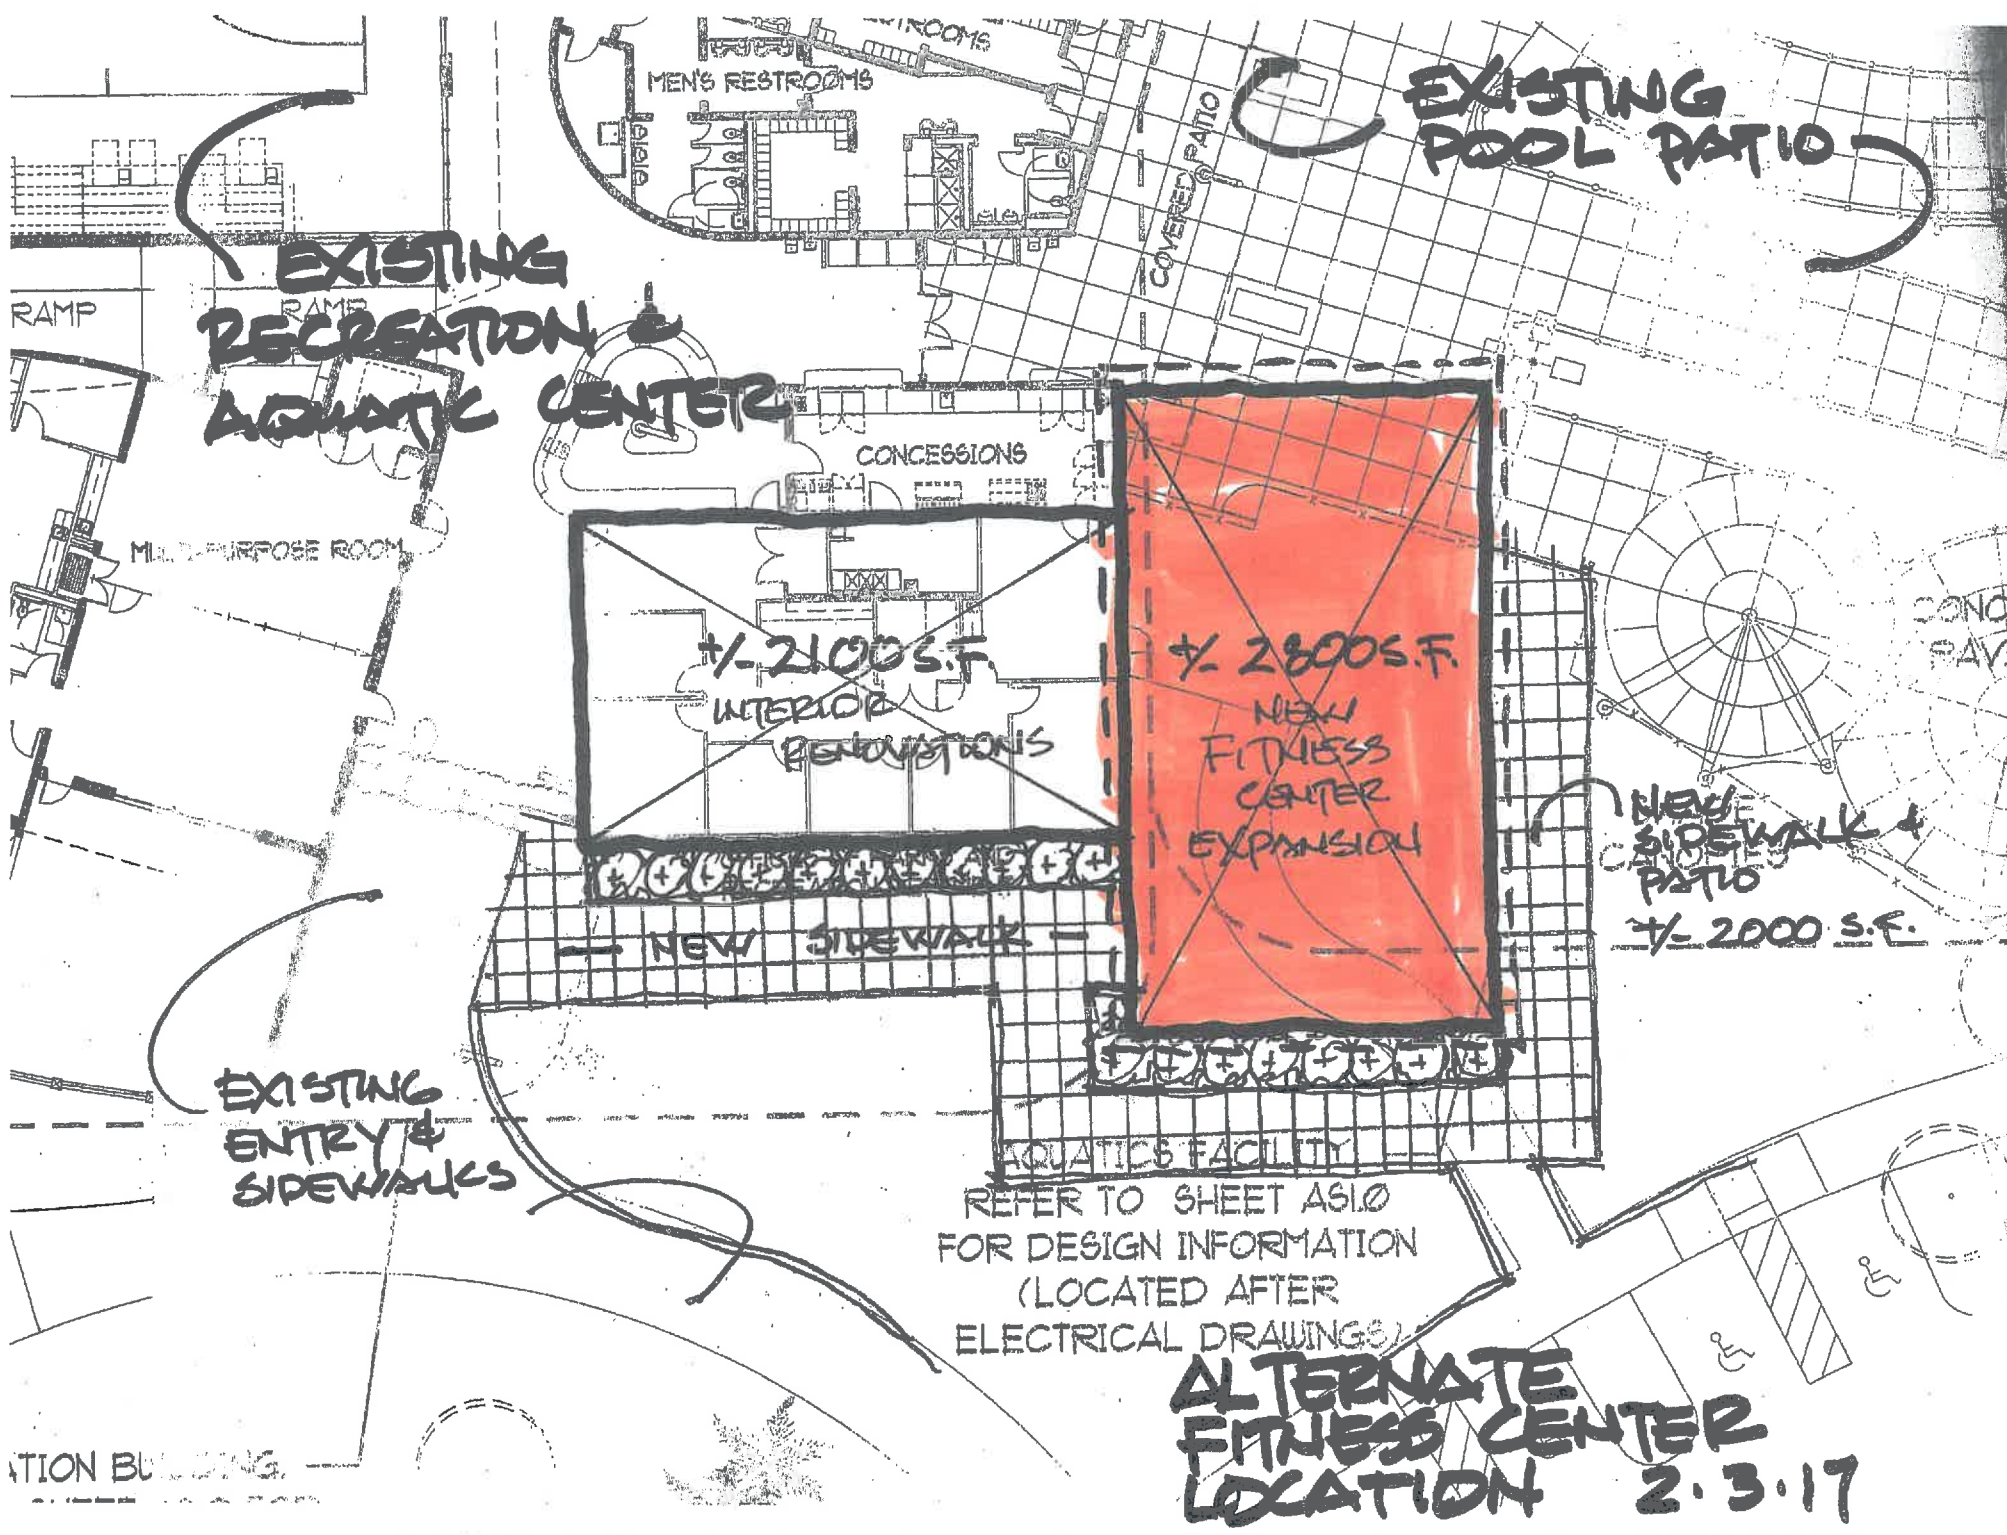 MEN'S RESTROOMS
COVERED PATIO
EXISTING
POOL PATIO
EXISTING
RECREATION &
AQUATIC CENTER
RAMP
RAMP
CONCESSIONS
MULTI-PURPOSE ROOM
+/- 2100 S.F.
INTERIOR
RENOVATIONS
+/- 2800 S.F.
NEW
FITNESS
CENTER
EXPANSION
NEW
SIDEWALK &
PATIO
+/- 2000 S.F.
NEW SIDEWALK
EXISTING
ENTRY &
SIDEWALKS
AQUATICS FACILITY
REFER TO SHEET AS1.0
FOR DESIGN INFORMATION
(LOCATED AFTER
ELECTRICAL DRAWINGS)
ALTERNATE
FITNESS CENTER
LOCATION 2.3.17